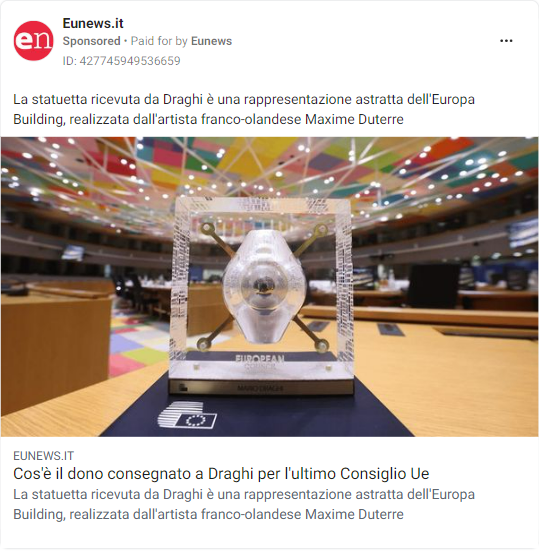 en
Eunews.it
Sponsored • Paid for by Eunews
ID: 427745949536659
La statuetta ricevuta da Draghi è una rappresentazione astratta dell'Europa
Building, realizzata dall'artista franco-olandese Maxime Duterre
EUROPEAN
MARIO DRAGHI
EUNEWS.IT
Cos'è il dono consegnato a Draghi per l'ultimo Consiglio Ue
La statuetta ricevuta da Draghi è una rappresentazione astratta dell'Europa
Building, realizzata dall'artista franco-olandese Maxime Duterre